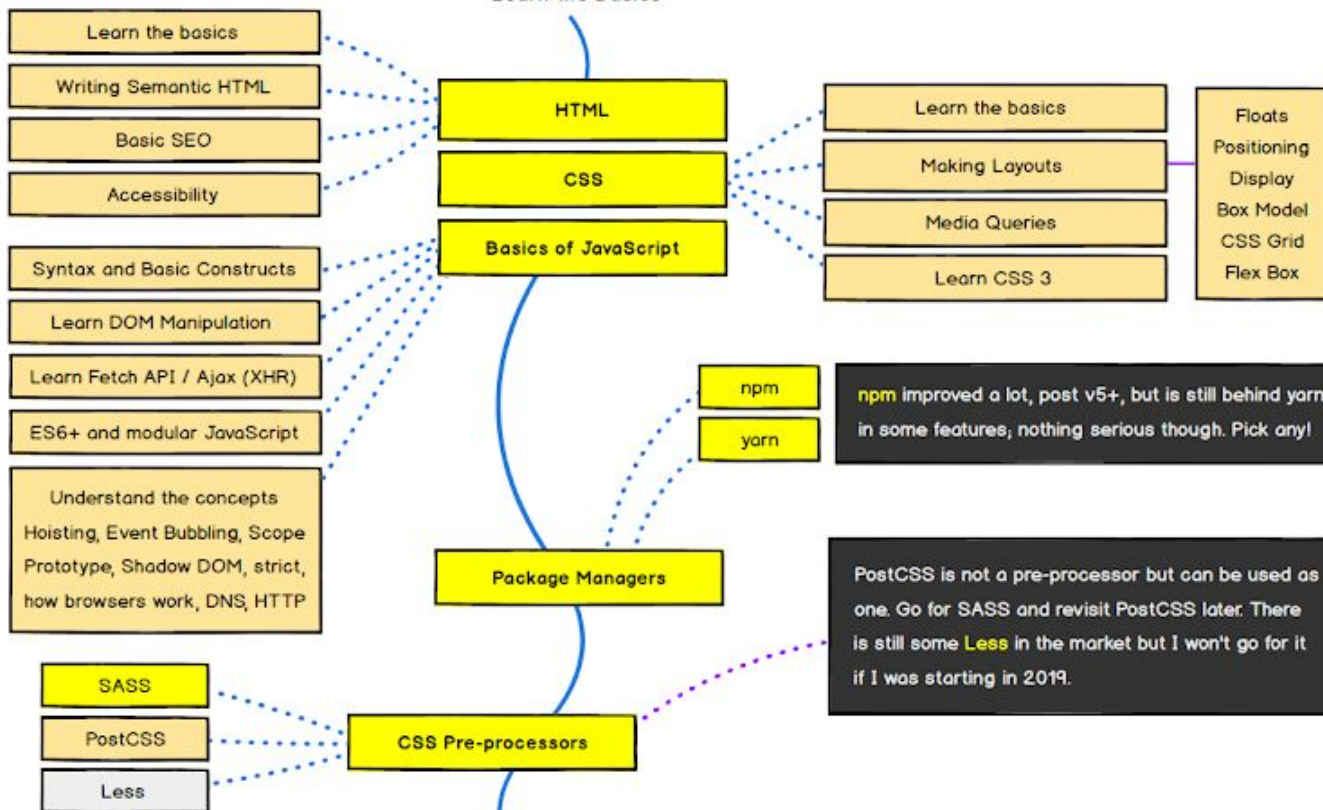 Learn the Basics
Learn the basics
Writing Semantic HTML
Basic SEO
Accessibility
HTML
CSS
Basics of JavaScript
Learn the basics
Making Layouts
Media Queries
Learn CSS 3
Floats
Positioning
Display
Box Model
CSS Grid
Flex Box
Syntax and Basic Constructs
Learn DOM Manipulation
Learn Fetch API / Ajax (XHR)
ES6+ and modular JavaScript
Understand the concepts
Hoisting, Event Bubbling, Scope
Prototype, Shadow DOM, strict,
how browsers work, DNS, HTTP
npm
yarn
npm improved a lot, post v5+, but is still behind yarn
in some features; nothing serious though. Pick any!
Package Managers
PostCSS is not a pre-processor but can be used as
one. Go for SASS and revisit PostCSS later. There
is still some Less in the market but I won't go for it
if I was starting in 2019.
SASS
PostCSS
Less
CSS Pre-processors